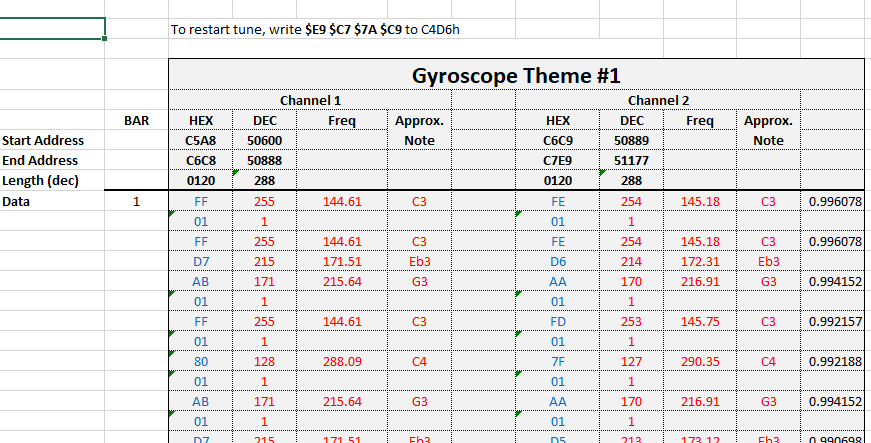 To restart tune, write $E9 $C7 $7A $C9 to C4D6h
Gyroscope Theme #1
Channel 1 Channel 2
BAR HEX DEC Freq Approx. HEX DEC Freq Approx.
Start Address C5A8 50600 Note C6C9 50889 Note
End Address C6C8 50888 C7E9 51177
Length (dec) 0120 288 0120 288
Data 1 FF 255 144.61 C3 FE 254 145.18 C3 0.996078
01 1 01 1
FF 255 144.61 C3 FE 254 145.18 C3 0.996078
D7 215 171.51 Eb3 D6 214 172.31 Eb3
AB 171 215.64 G3 AA 170 216.91 G3 0.994152
01 1 01 1
FF 255 144.61 C3 FD 253 145.75 C3 0.992157
01 1 01 1
80 128 288.09 C4 7F 127 290.35 C4 0.992188
01 1 01 1
AB 171 215.64 G3 AA 170 216.91 G3 0.994152
01 1 01 1
D7 215 171.51 Eb3 D5 213 173.12 Eb3 0.990698